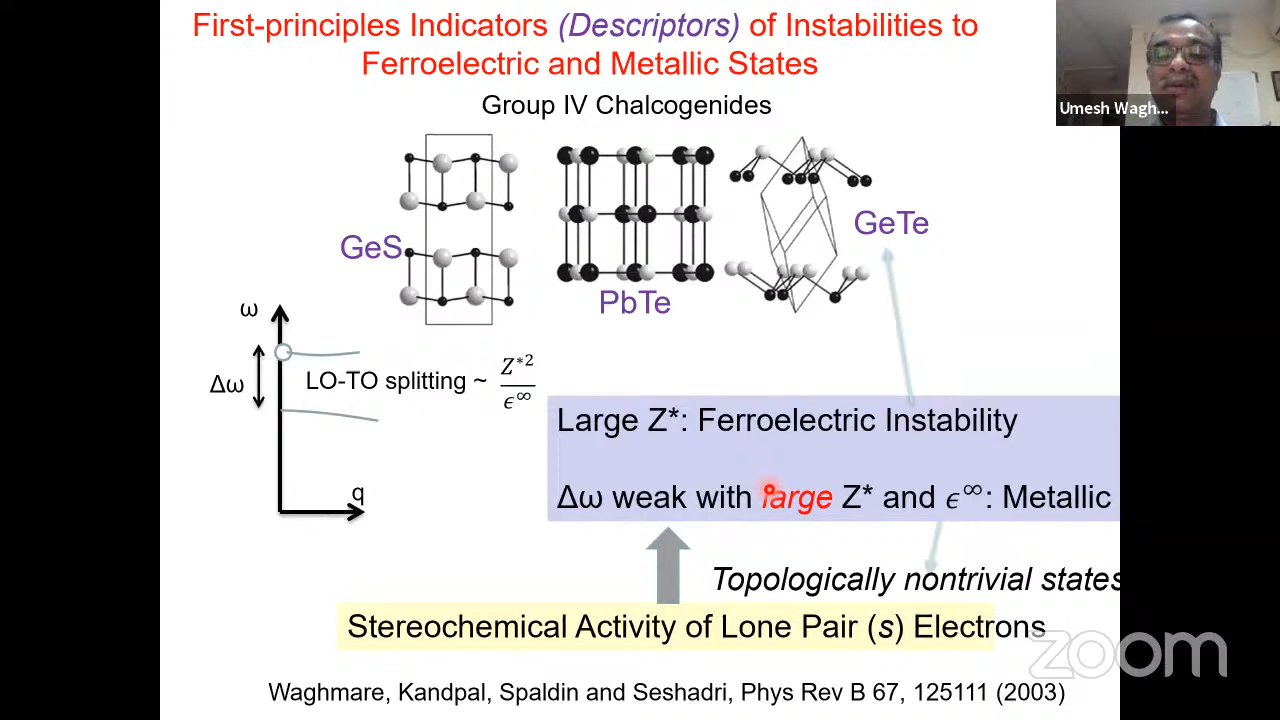 First-principles Indicators (Descriptors) of Instabilities to
Ferroelectric and Metallic States
Umesh Wagh...
Group IV Chalcogenides
GeS
PbTe
GeTe
ω
Δω
LO-TO splitting ~ Z*2 / ϵ∞
q
Large Z*: Ferroelectric Instability
Δω weak with large Z* and ϵ∞: Metallic
Topologically nontrivial states
Stereochemical Activity of Lone Pair (s) Electrons
zoom
Waghmare, Kandpal, Spaldin and Seshadri, Phys Rev B 67, 125111 (2003)